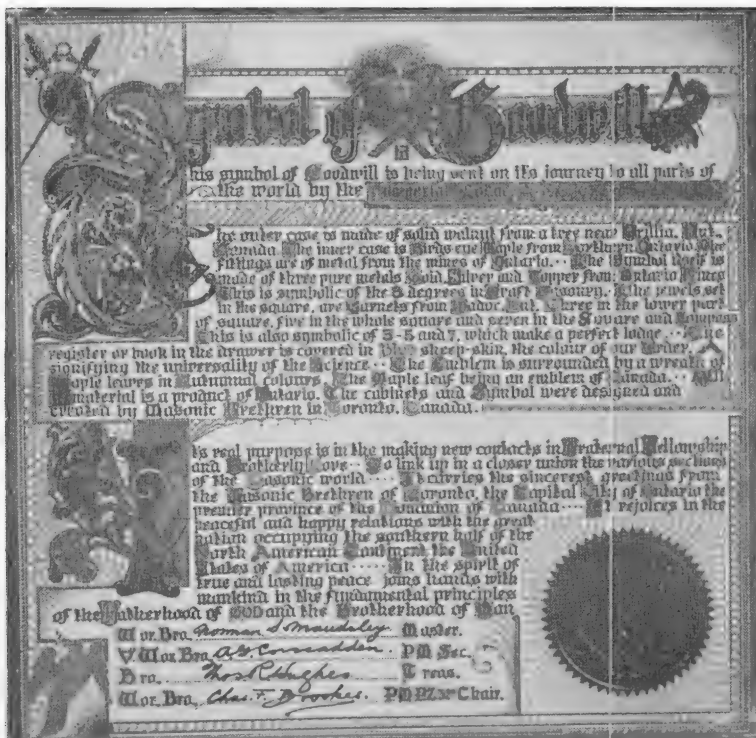 Symbol of Goodwill
This symbol of Goodwill is being sent on its journey to all parts of
the world by the
The outer case is made of solid walnut from a tree near Orillia, Ont.,
Canada. The inner case is Birds eye Maple from Northern Ontario. The
fittings are of metal from the mines of Ontario... The Symbol itself is
made of three pure metals Gold, Silver and Copper from Ontario Mines
This is symbolic of the 3 degrees in Craft Masonry. The jewels set
in the square, are Garnets from Madoc, Ont. Three in the lower part
of square, five in the whole square and seven in the Square and Compass
This is also symbolic of 3-5 and 7, which make a perfect lodge... The
register or book in the drawer is covered in Blue sheep-skin, the colour of our Order,
signifying the universality of the Science... The Emblem is surrounded by a wreath of
Maple leaves in Autumnal colours. The Maple leaf being an emblem of Canada... All
material is a product of Ontario. The cabinets and Symbol were designed and
created by Masonic Brethren in Toronto, Canada.
Its real purpose is in the making new contacts in Fraternal Fellowship
and Brotherly Love... To link up in a closer union the various sections
of the Masonic world... It carries the sincerest greetings from
the Masonic Brethren of Toronto, the Capital City of Ontario the
premier province of the Dominion of Canada... It rejoices in the
peaceful and happy relations with the great
nation occupying the southern half of the
North American Continent the United
States of America..... In the spirit of
true and lasting peace joins hands with
mankind in the fundamental principles
of the Fatherhood of GOD and the Brotherhood of Man
Wor. Bro. Norman S. Maudsley Master.
V. Wor. Bro. P.M. Sec.
Bro. Thos R Hughes Treas.
Wor. Bro. Chas. F. Brookes. P.M. P.Z. Chair.